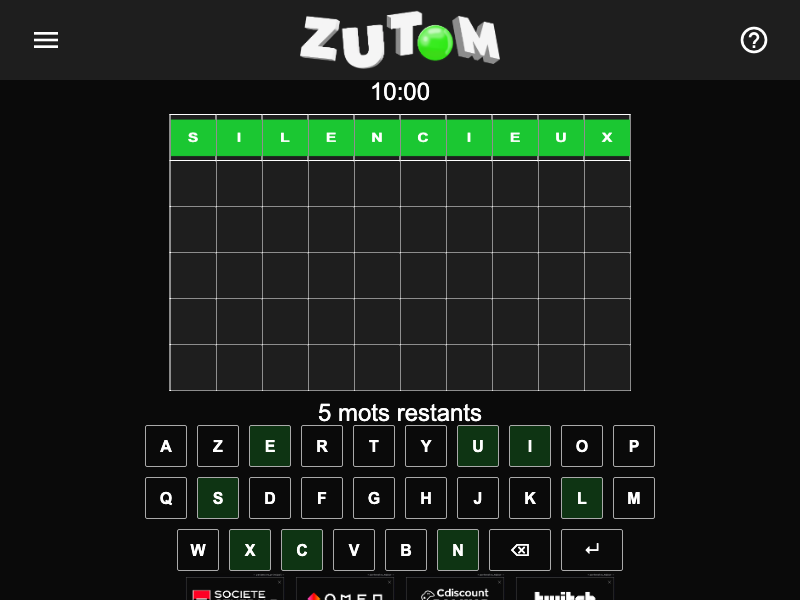 ZUTOM
10:00
S I L E N C I E U X
5 mots restants
A Z E R T Y U I O P
Q S D F G H J K L M
W X C V B N
SOCIETE OMEN Cdiscount twitch